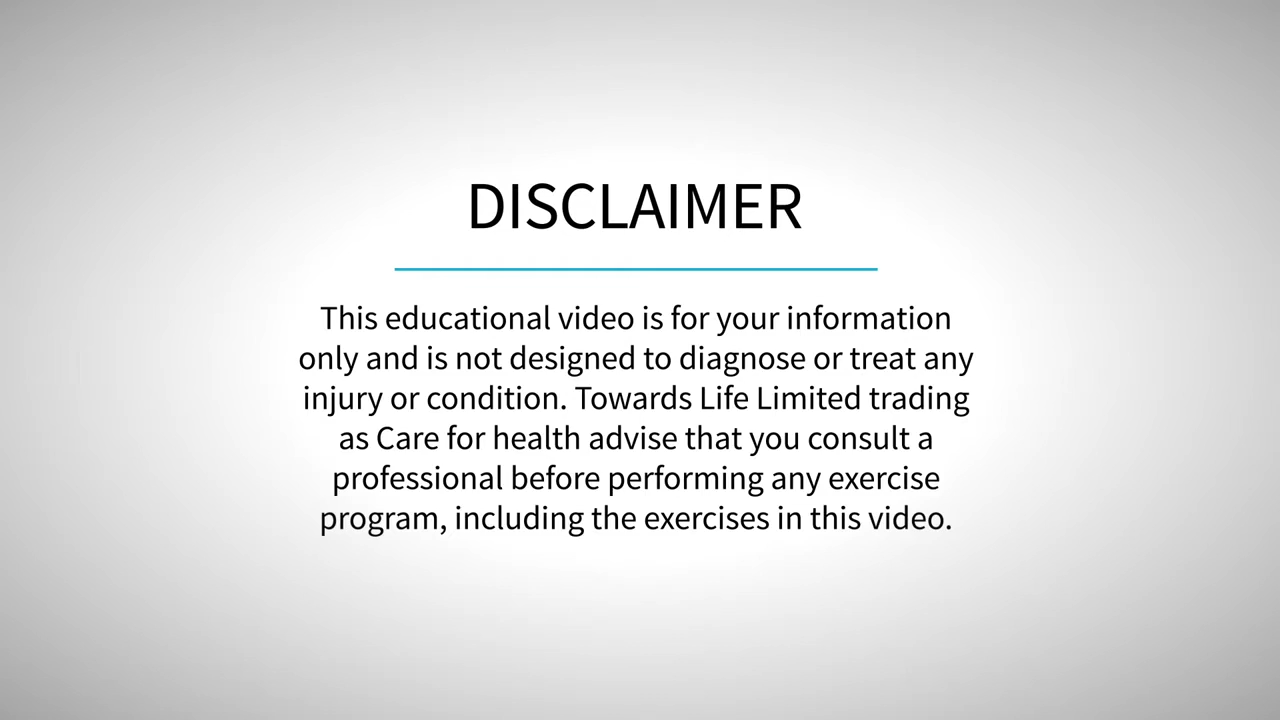 DISCLAIMER
This educational video is for your information
only and is not designed to diagnose or treat any
injury or condition. Towards Life Limited trading
as Care for health advise that you consult a
professional before performing any exercise
program, including the exercises in this video.